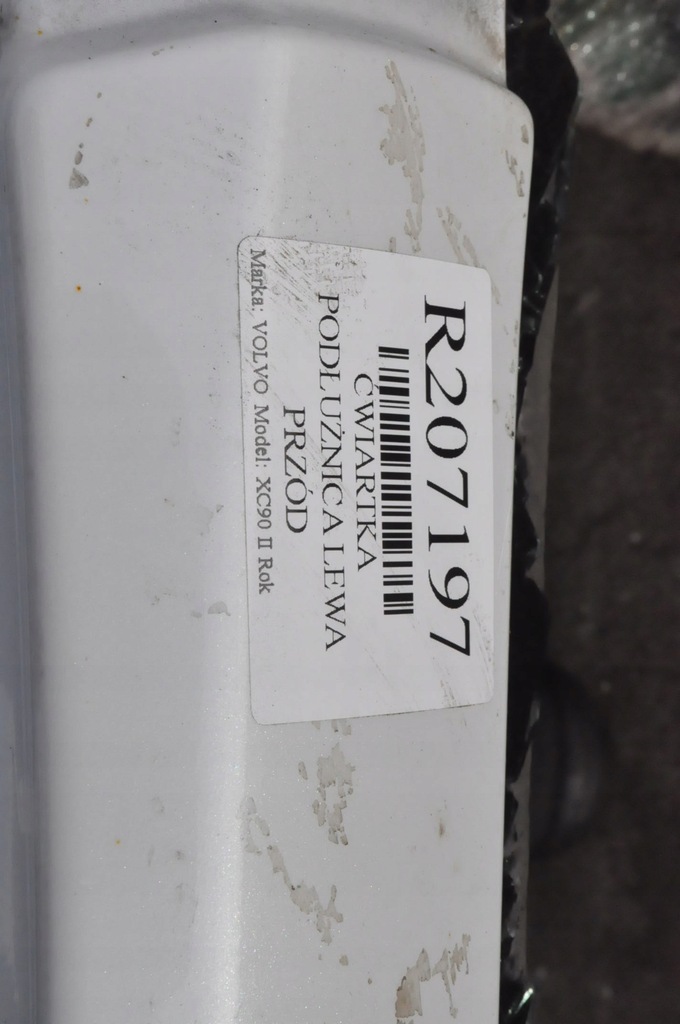 R207197
ĆWIARTKA
PODŁUŻNICA LEWA
PRZÓD
Marka: VOLVO Model: XC90 II Rok